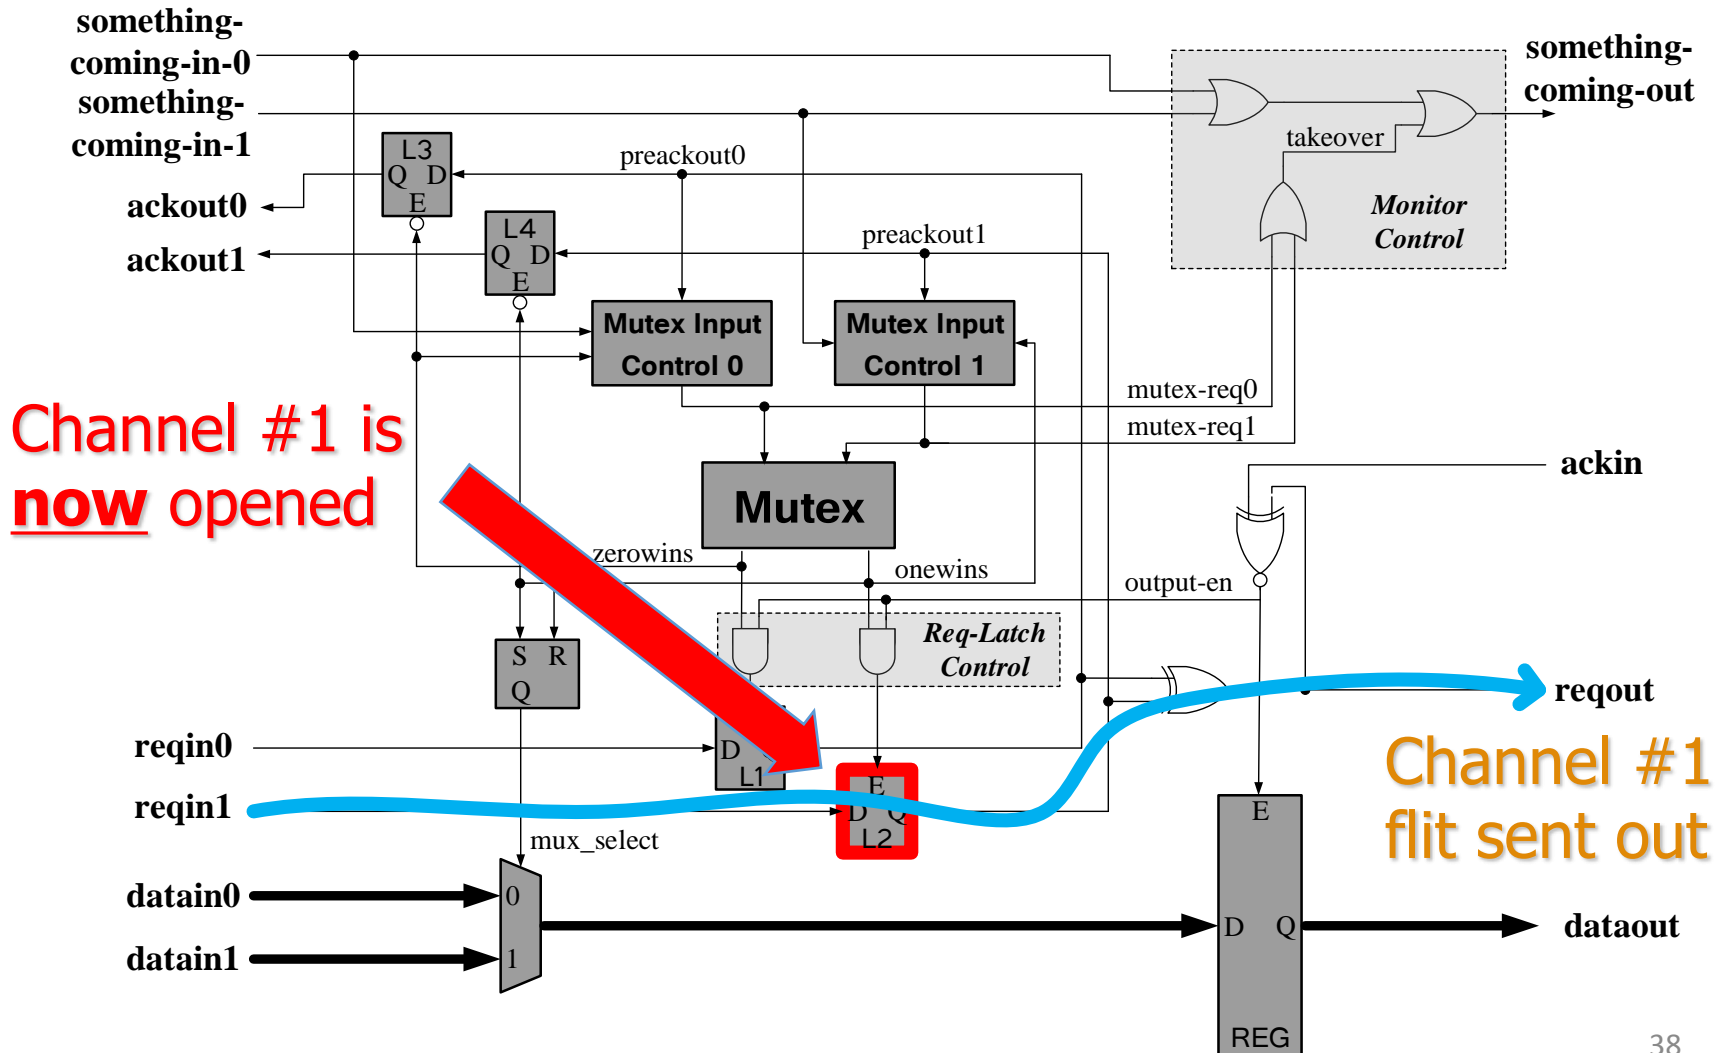 something-
coming-in-0
something-
coming-in-1
something-
coming-out
L3
Q D
E
preackout0
takeover
Monitor
Control
ackout0
L4
Q D
E
preackout1
ackout1
Mutex Input
Control 0
Mutex Input
Control 1
mutex-req0
mutex-req1
Channel #1 is
now opened
ackin
Mutex
zerowins
onewins
output-en
Req-Latch
Control
S R
Q
reqout
reqin0
D
L1
Channel #1
flit sent out
reqin1
E
D Q
L2
mux_select
E
datain0
0
D Q
dataout
datain1
1
REG
38